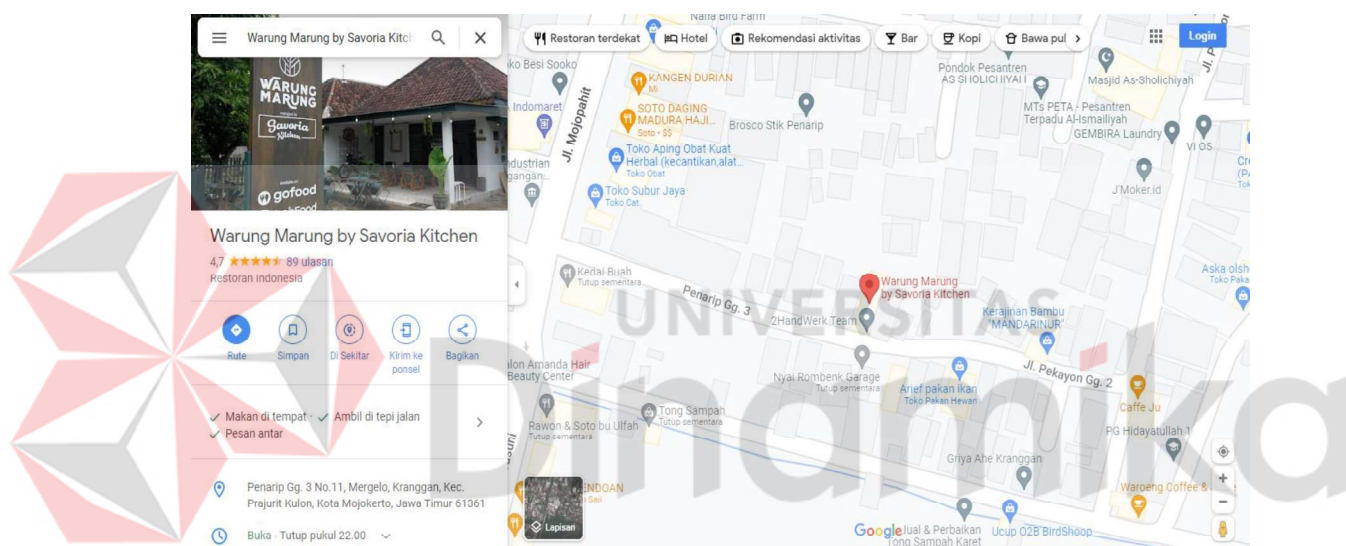 Warung Marung by Savoria Kitch
WARUNG
MARUNG
Savoria
Kitchen
gofood
Warung Marung by Savoria Kitchen
4,7
89 ulasan
Restoran Indonesia
Rute
Simpan
Di Sekitar
Kirim ke
ponsel
Bagikan
Makan di tempat · Ambil di tepi jalan
Pesan antar
Penarip Gg. 3 No.11, Mergelo, Kranggan, Kec.
Prajurit Kulon, Kota Mojokerto, Jawa Timur 61361
Buka · Tutup pukul 22.00
Restoran terdekat
Hotel
Rekomendasi aktivitas
Bar
Kopi
Bawa pul
Login
Naila Bird Farm
ko Besi Sooko
KANGEN DURIAN
Mi
Indomaret
SOTO DAGING
MADURA HAJI...
Soto • $$
Brosco Stik Penarip
Jl. Mojopahit
Toko Aping Obat Kuat
Herbal (kecantikan,alat...
Toko Obat
Toko Subur Jaya
Toko Cat
Pondok Pesantren
Masjid As-Sholichiyah
MTs PETA - Pesantren
Terpadu Al-Ismailiyah
GEMBIRA Laundry
J'Moker.id
Kedai Buah
Tutup sementara
Penarip Gg. 3
Warung Marung
by Savoria Kitchen
2HandWerk Team
Kerajinan Bambu
"MANDARINUR"
Aska olsh
Toko Paka
UNIVERSITAS
Dinamika
lon Amanda Hair
Beauty Center
Nyai Rombenk Garage
Tutup sementara
Arief pakan ikan
Toko Pakan Hewan
Jl. Pekayon Gg. 2
Caffe Ju
Rawon & Soto bu Ulfah
Tutup sementara
Tong Sampah
Tutup sementara
PG Hidayatullah 1
Griya Ahe Kranggan
Waroeng Coffee &
ENDOAN
Lapisan
Google
Jual & Perbaikan
Tong Sampah Karet
Ucup O2B BirdShoop